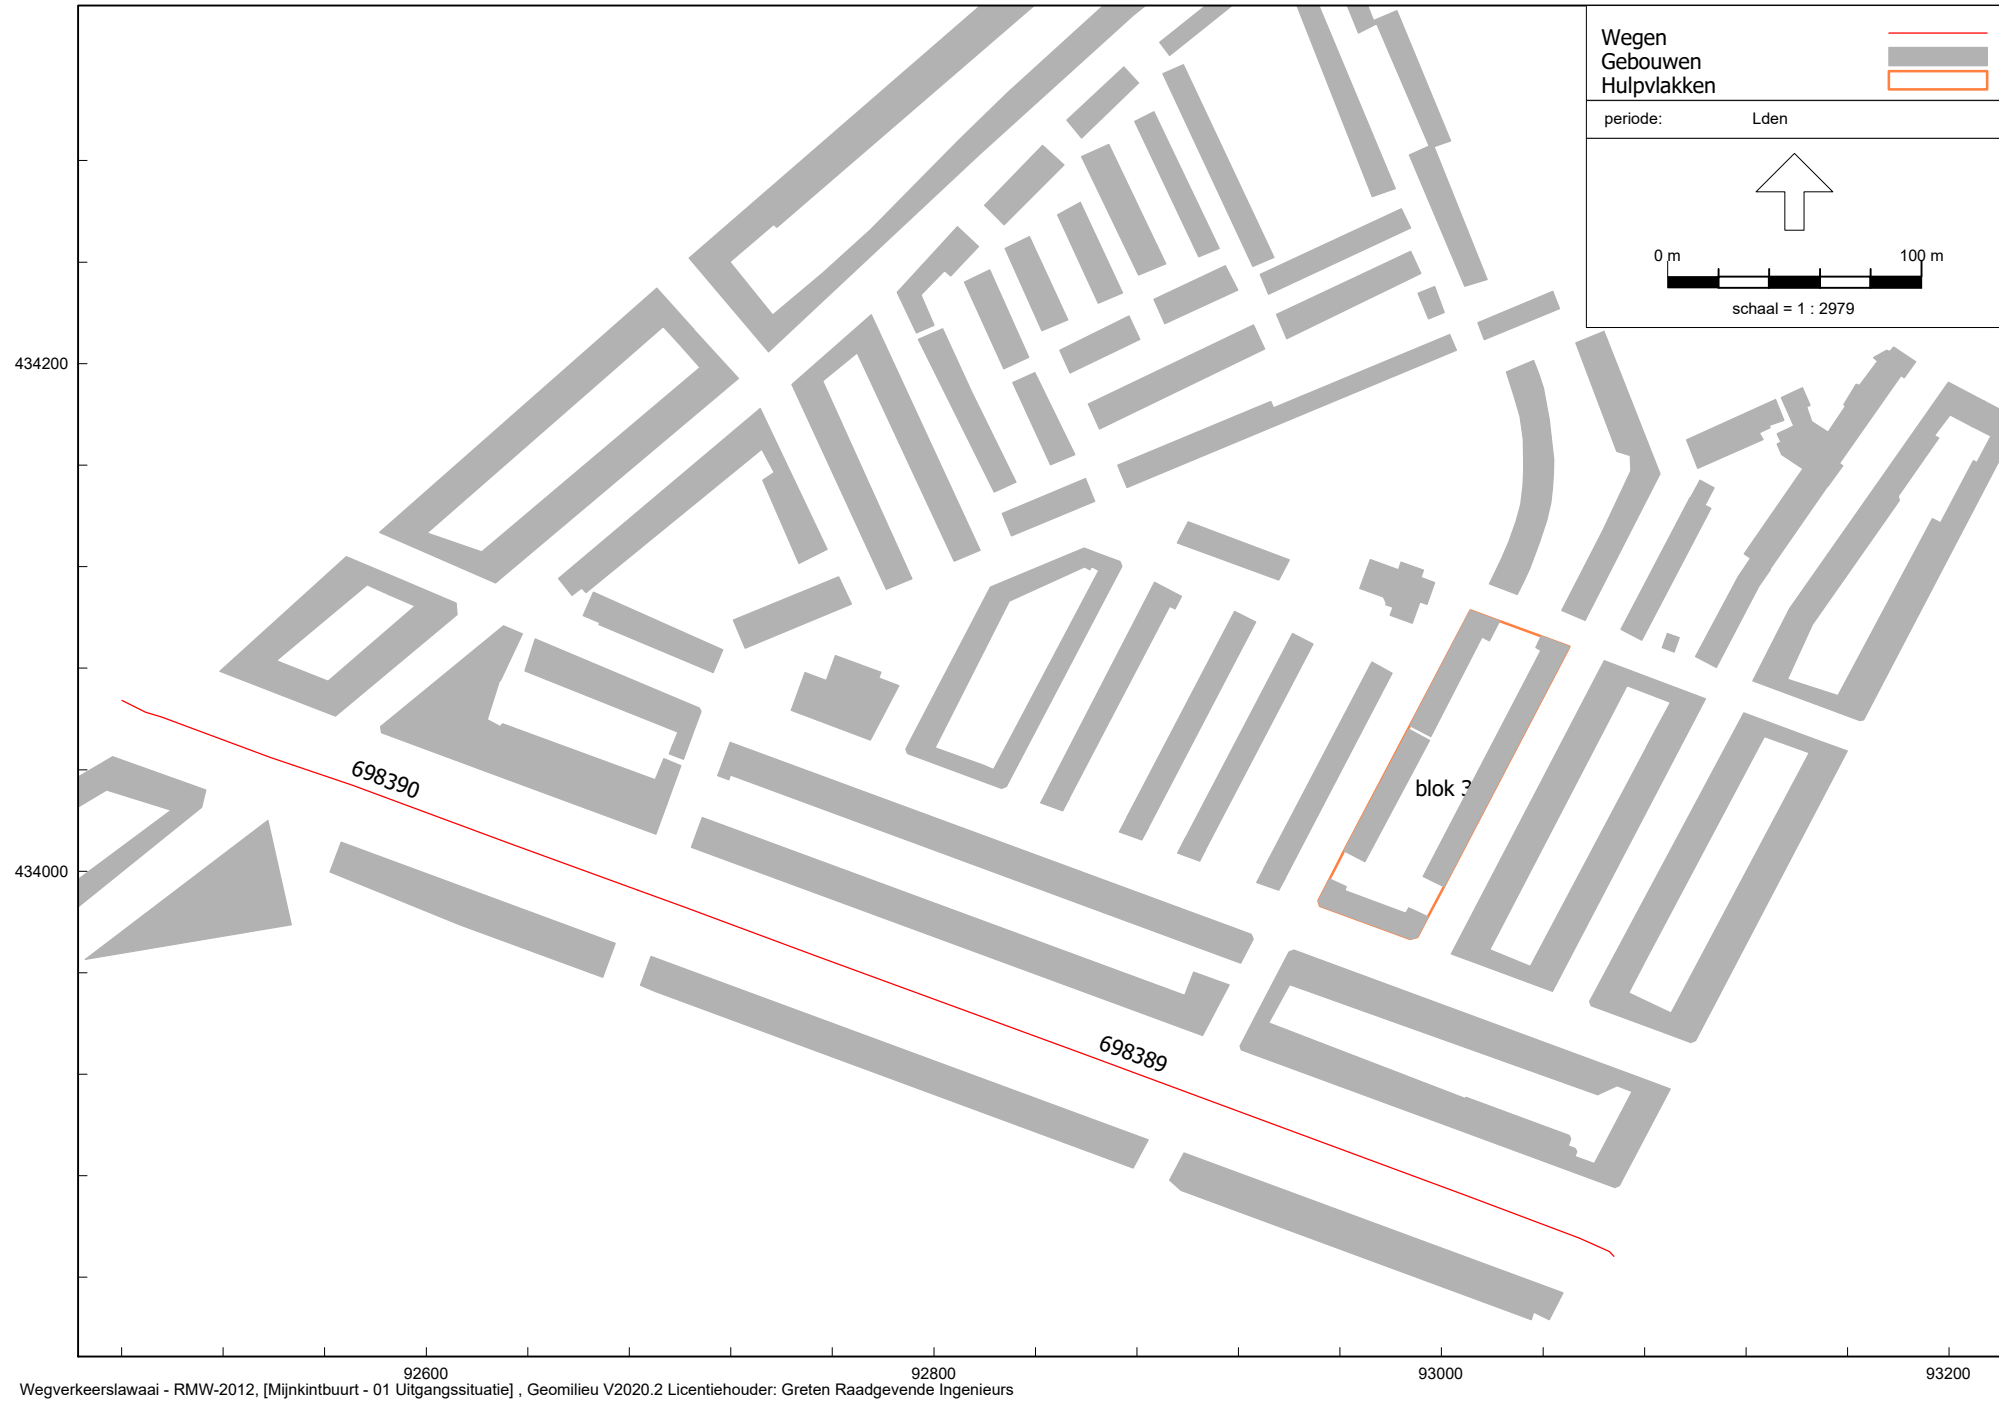 Wegen
Gebouwen
Hulpvlakken
periode: Lden
0 m 100 m
schaal = 1 : 2979
434200
698390
blok 3
434000
698389
92600 92800 93000 93200
Wegverkeerslawaai - RMW-2012, [Mijnkintbuurt - 01 Uitgangssituatie] , Geomilieu V2020.2 Licentiehouder: Greten Raadgevende Ingenieurs